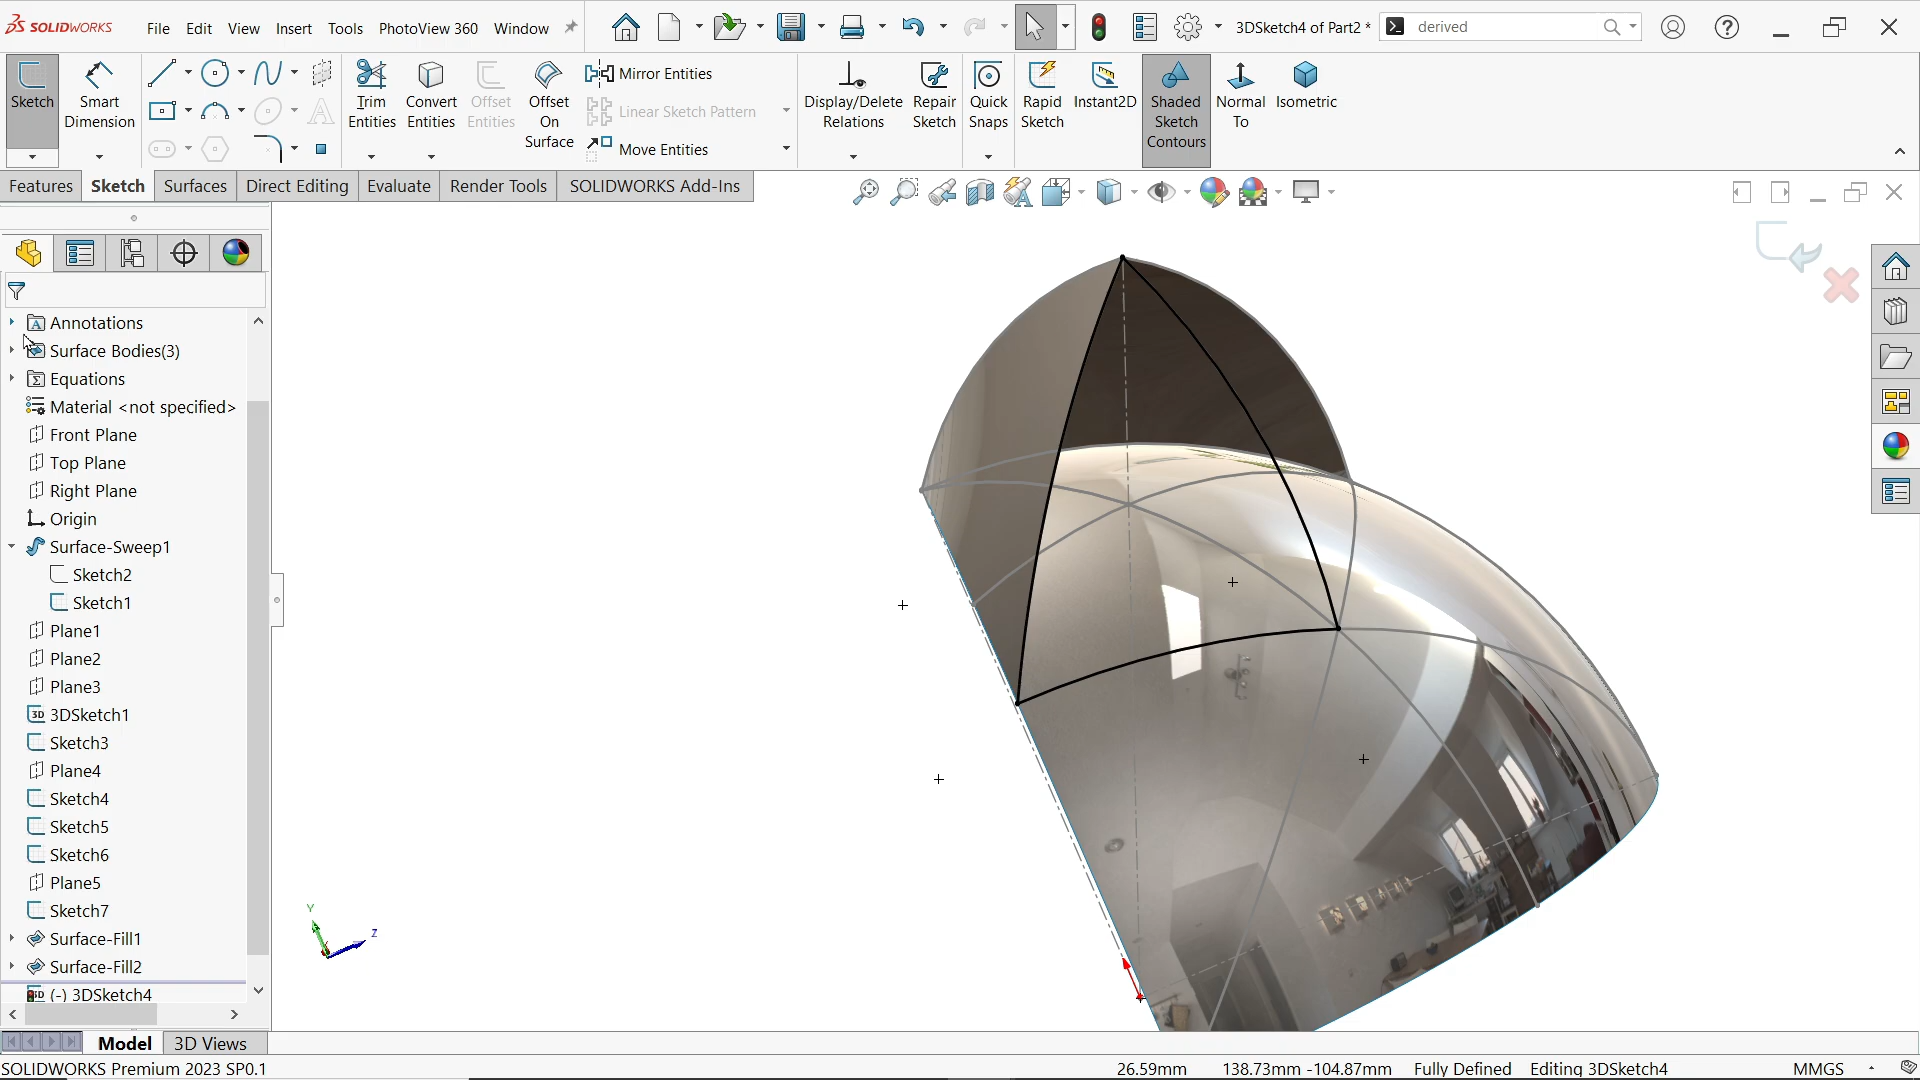 SOLIDWORKS File Edit View Insert Tools PhotoView 360 Window 3DSketch4 of Part2 * derived
Sketch
Smart Dimension
Trim Entities
Convert Entities
Offset Entities
Offset On Surface
Mirror Entities
Linear Sketch Pattern
Move Entities
Display/Delete Relations
Repair Sketch
Quick Snaps
Rapid Sketch
Instant2D
Shaded Sketch Contours
Normal To
Isometric
Features Sketch Surfaces Direct Editing Evaluate Render Tools SOLIDWORKS Add-Ins
Annotations
Surface Bodies(3)
Equations
Material <not specified>
Front Plane
Top Plane
Right Plane
Origin
Surface-Sweep1
Sketch2
Sketch1
Plane1
Plane2
Plane3
3D 3DSketch1
Sketch3
Plane4
Sketch4
Sketch5
Sketch6
Plane5
Sketch7
Surface-Fill1
Surface-Fill2
(-) 3DSketch4
Y
Z
Model 3D Views
SOLIDWORKS Premium 2023 SP0.1 26.59mm 138.73mm -104.87mm Fully Defined Editing 3DSketch4 MMGS